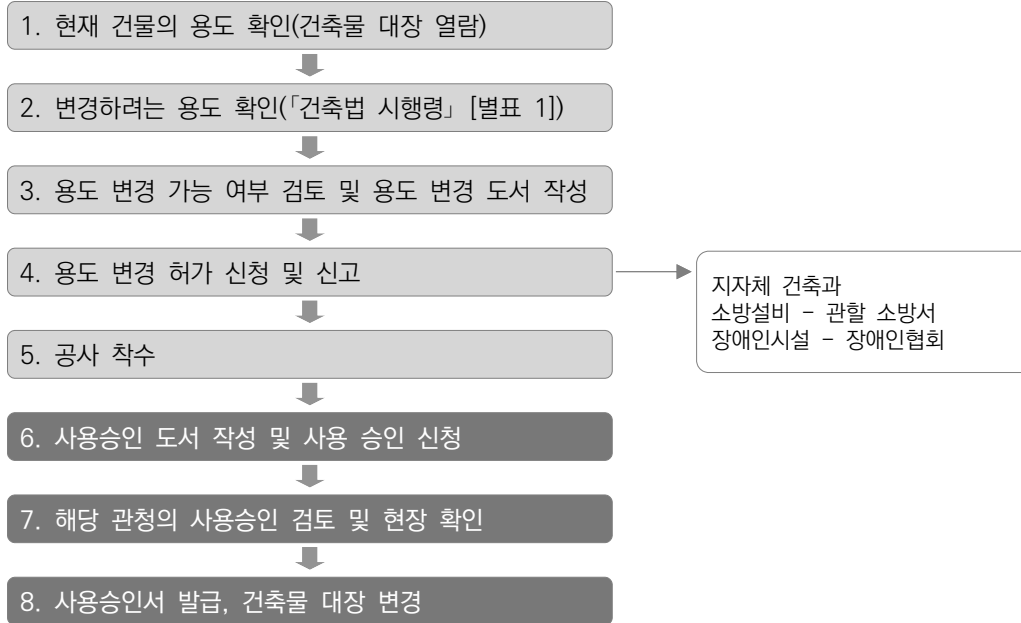 1. 현재 건물의 용도 확인(건축물 대장 열람)
2. 변경하려는 용도 확인(「건축법 시행령」 [별표 1])
3. 용도 변경 가능 여부 검토 및 용도 변경 도서 작성
4. 용도 변경 허가 신청 및 신고
지자체 건축과
소방설비 - 관할 소방서
장애인시설 - 장애인협회
5. 공사 착수
6. 사용승인 도서 작성 및 사용 승인 신청
7. 해당 관청의 사용승인 검토 및 현장 확인
8. 사용승인서 발급, 건축물 대장 변경